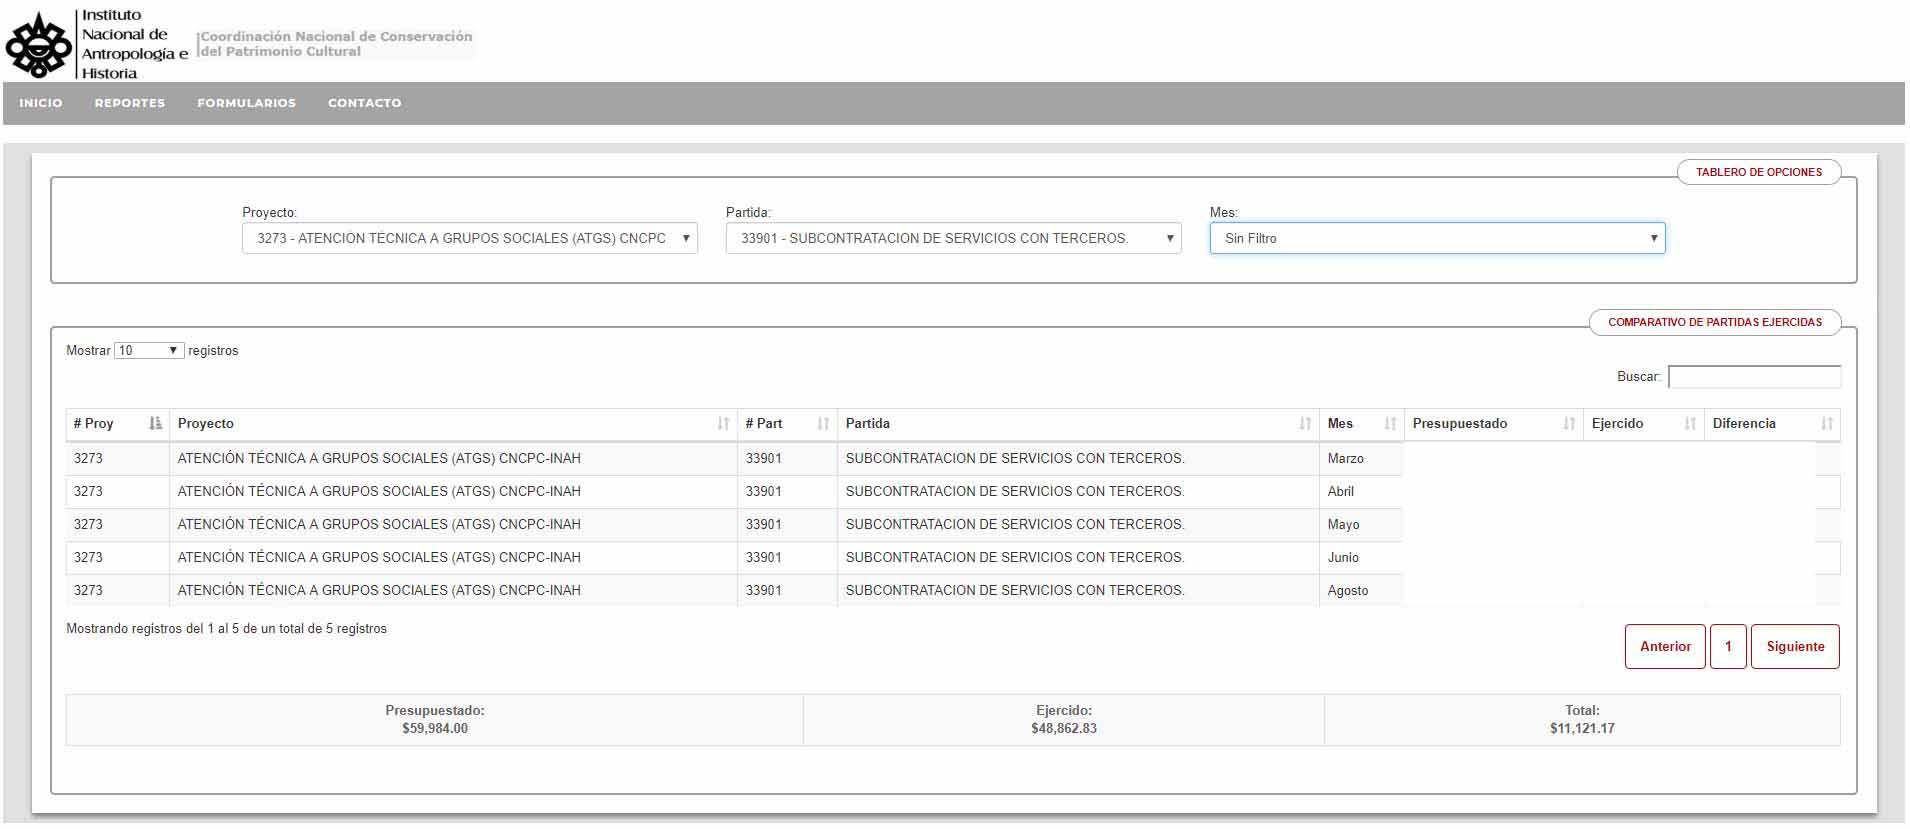 Instituto
Nacional de
Antropología e
Historia
Coordinación Nacional de Conservación
del Patrimonio Cultural
INICIO REPORTES FORMULARIOS CONTACTO
TABLERO DE OPCIONES
Proyecto: Partida: Mes:
3273 - ATENCIÓN TÉCNICA A GRUPOS SOCIALES (ATGS) CNCPC 33901 - SUBCONTRATACION DE SERVICIOS CON TERCEROS. Sin Filtro
COMPARATIVO DE PARTIDAS EJERCIDAS
Mostrar 10 registros
Buscar:
# Proy Proyecto # Part Partida Mes Presupuestado Ejercido Diferencia
3273 ATENCIÓN TÉCNICA A GRUPOS SOCIALES (ATGS) CNCPC-INAH 33901 SUBCONTRATACION DE SERVICIOS CON TERCEROS. Marzo
3273 ATENCIÓN TÉCNICA A GRUPOS SOCIALES (ATGS) CNCPC-INAH 33901 SUBCONTRATACION DE SERVICIOS CON TERCEROS. Abril
3273 ATENCIÓN TÉCNICA A GRUPOS SOCIALES (ATGS) CNCPC-INAH 33901 SUBCONTRATACION DE SERVICIOS CON TERCEROS. Mayo
3273 ATENCIÓN TÉCNICA A GRUPOS SOCIALES (ATGS) CNCPC-INAH 33901 SUBCONTRATACION DE SERVICIOS CON TERCEROS. Junio
3273 ATENCIÓN TÉCNICA A GRUPOS SOCIALES (ATGS) CNCPC-INAH 33901 SUBCONTRATACION DE SERVICIOS CON TERCEROS. Agosto
Mostrando registros del 1 al 5 de un total de 5 registros
Anterior 1 Siguiente
Presupuestado: Ejercido: Total:
$59,984.00 $48,862.83 $11,121.17